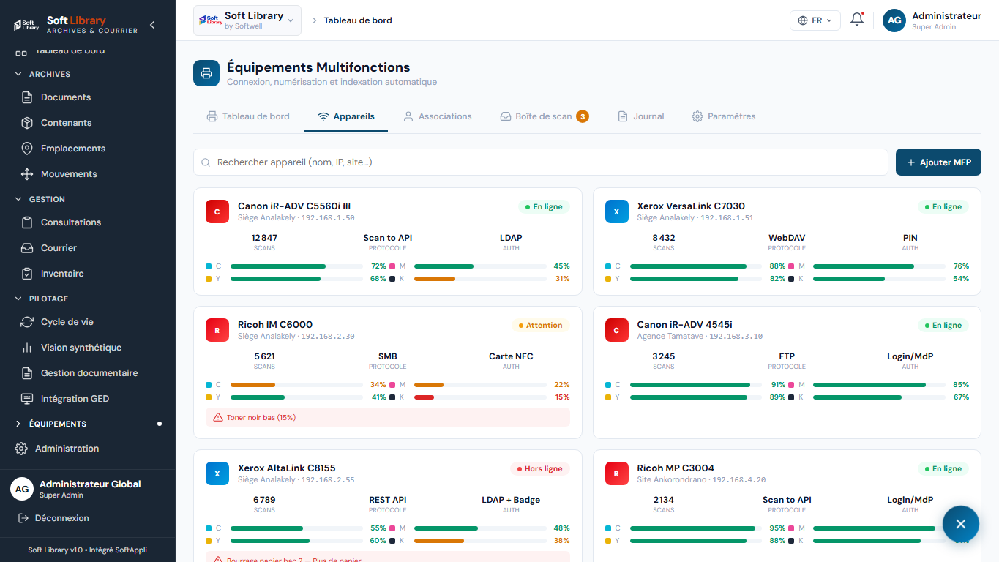 Soft Library
Soft Library
ARCHIVES & COURRIER
Tableau de bord
ARCHIVES
Documents
Contenants
Emplacements
Mouvements
GESTION
Consultations
Courrier
Inventaire
PILOTAGE
Cycle de vie
Vision synthétique
Gestion documentaire
Intégration GED
ÉQUIPEMENTS
Administration
AG
Administrateur Global
Super Admin
Déconnexion
Soft Library v1.0 • Intégré SoftAppli
Soft Library
Soft Library
by Softwell
Tableau de bord
FR
AG
Administrateur
Super Admin
Équipements Multifonctions
Connexion, numérisation et indexation automatique
Tableau de bord
Appareils
Associations
Boîte de scan 3
Journal
Paramètres
Rechercher appareil (nom, IP, site...)
+ Ajouter MFP
C
Canon iR-ADV C5560i III
Siège Analakely · 192.168.1.50
En ligne
12 847 Scan to API LDAP
SCANS PROTOCOLE AUTH
C 72% M 45%
Y 68% K 31%
X
Xerox VersaLink C7030
Siège Analakely · 192.168.1.51
En ligne
8 432 WebDAV PIN
SCANS PROTOCOLE AUTH
C 88% M 76%
Y 82% K 54%
R
Ricoh IM C6000
Siège Analakely · 192.168.2.30
Attention
5 621 SMB Carte NFC
SCANS PROTOCOLE AUTH
C 34% M 22%
Y 41% K 15%
Toner noir bas (15%)
C
Canon iR-ADV 4545i
Agence Tamatave · 192.168.3.10
En ligne
3 245 FTP Login/MdP
SCANS PROTOCOLE AUTH
C 91% M 85%
Y 89% K 67%
X
Xerox AltaLink C8155
Siège Analakely · 192.168.2.55
Hors ligne
6 789 REST API LDAP + Badge
SCANS PROTOCOLE AUTH
C 55% M 48%
Y 60% K 38%
Bourrage papier bac 2 — Plus de papier
R
Ricoh MP C3004
Site Ankorondrano · 192.168.4.20
En ligne
2 134 Scan to API Login/MdP
SCANS PROTOCOLE AUTH
C 95% M
Y 88% K